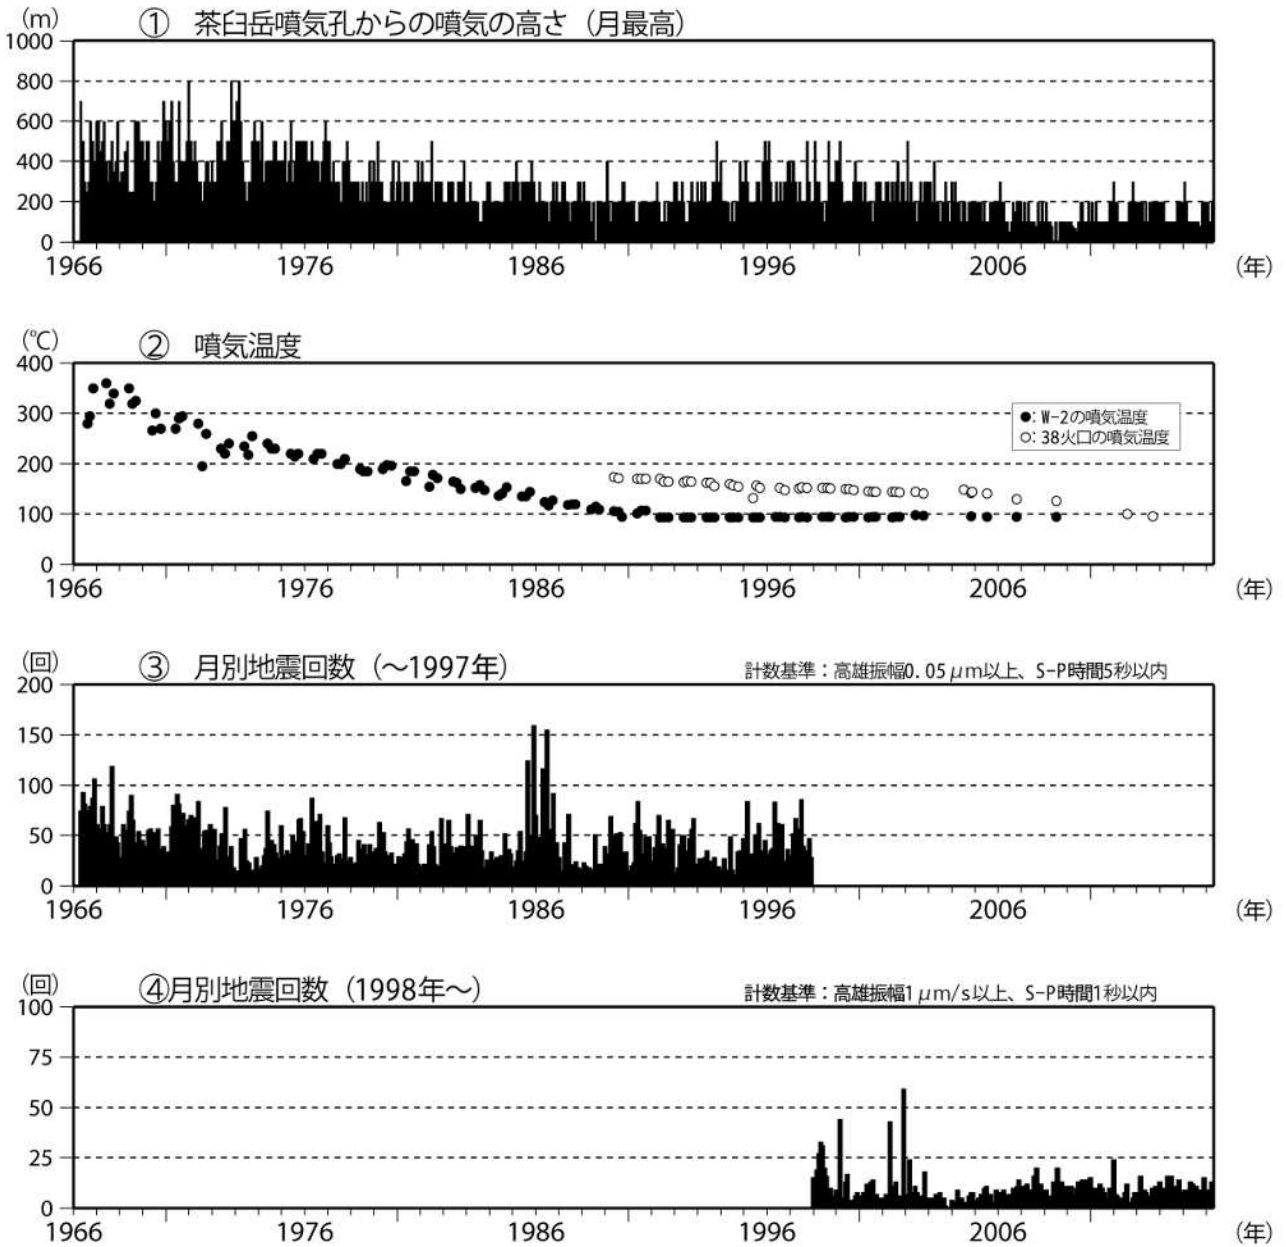 (m) ① 茶臼岳噴気孔からの噴気の高さ（月最高）
1000
800
600
400
200
0
1966 1976 1986 1996 2006 (年)
(℃) ② 噴気温度
400
300
200
100
0
●: W-2の噴気温度
○: 38火口の噴気温度
1966 1976 1986 1996 2006 (年)
(回) ③ 月別地震回数（～1997年） 計数基準：高雄振幅0.05μm以上、S-P時間5秒以内
200
150
100
50
0
1966 1976 1986 1996 2006 (年)
(回) ④月別地震回数（1998年～） 計数基準：高雄振幅1μm/s以上、S-P時間1秒以内
100
75
50
25
0
1966 1976 1986 1996 2006 (年)